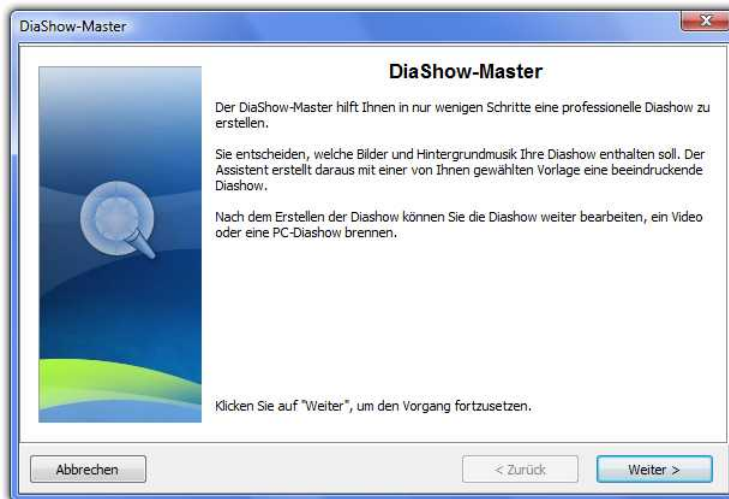 DiaShow-Master
DiaShow-Master
Der DiaShow-Master hilft Ihnen in nur wenigen Schritte eine professionelle Diashow zu
erstellen.
Sie entscheiden, welche Bilder und Hintergrundmusik Ihre Diashow enthalten soll. Der
Assistent erstellt daraus mit einer von Ihnen gewählten Vorlage eine beeindruckende
Diashow.
Nach dem Erstellen der Diashow können Sie die Diashow weiter bearbeiten, ein Video
oder eine PC-Diashow brennen.
Klicken Sie auf "Weiter", um den Vorgang fortzusetzen.
Abbrechen
< Zurück
Weiter >